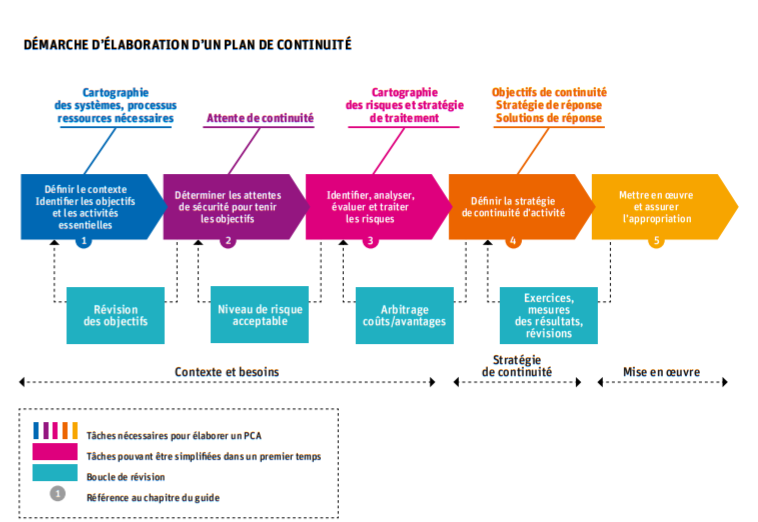 DÉMARCHE D'ÉLABORATION D'UN PLAN DE CONTINUITÉ
Cartographie
des systèmes, processus
ressources nécessaires
Attente de continuité
Cartographie
des risques et stratégie
de traitement
Objectifs de continuité
Stratégie de réponse
Solutions de réponse
Définir le contexte
Identifier les objectifs
et les activités
essentielles
1
Déterminer les attentes
de sécurité pour tenir
les objectifs
2
Identifier, analyser,
évaluer et traiter
les risques
3
Définir la stratégie
de continuité d'activité
4
Mettre en œuvre
et assurer
l'appropriation
5
Révision
des objectifs
Niveau de risque
acceptable
Arbitrage
coûts/avantages
Exercices,
mesures
des résultats,
révisions
Contexte et besoins
Stratégie
de continuité
Mise en œuvre
Tâches nécessaires pour élaborer un PCA
Tâches pouvant être simplifiées dans un premier temps
Boucle de révision
1 Référence au chapitre du guide